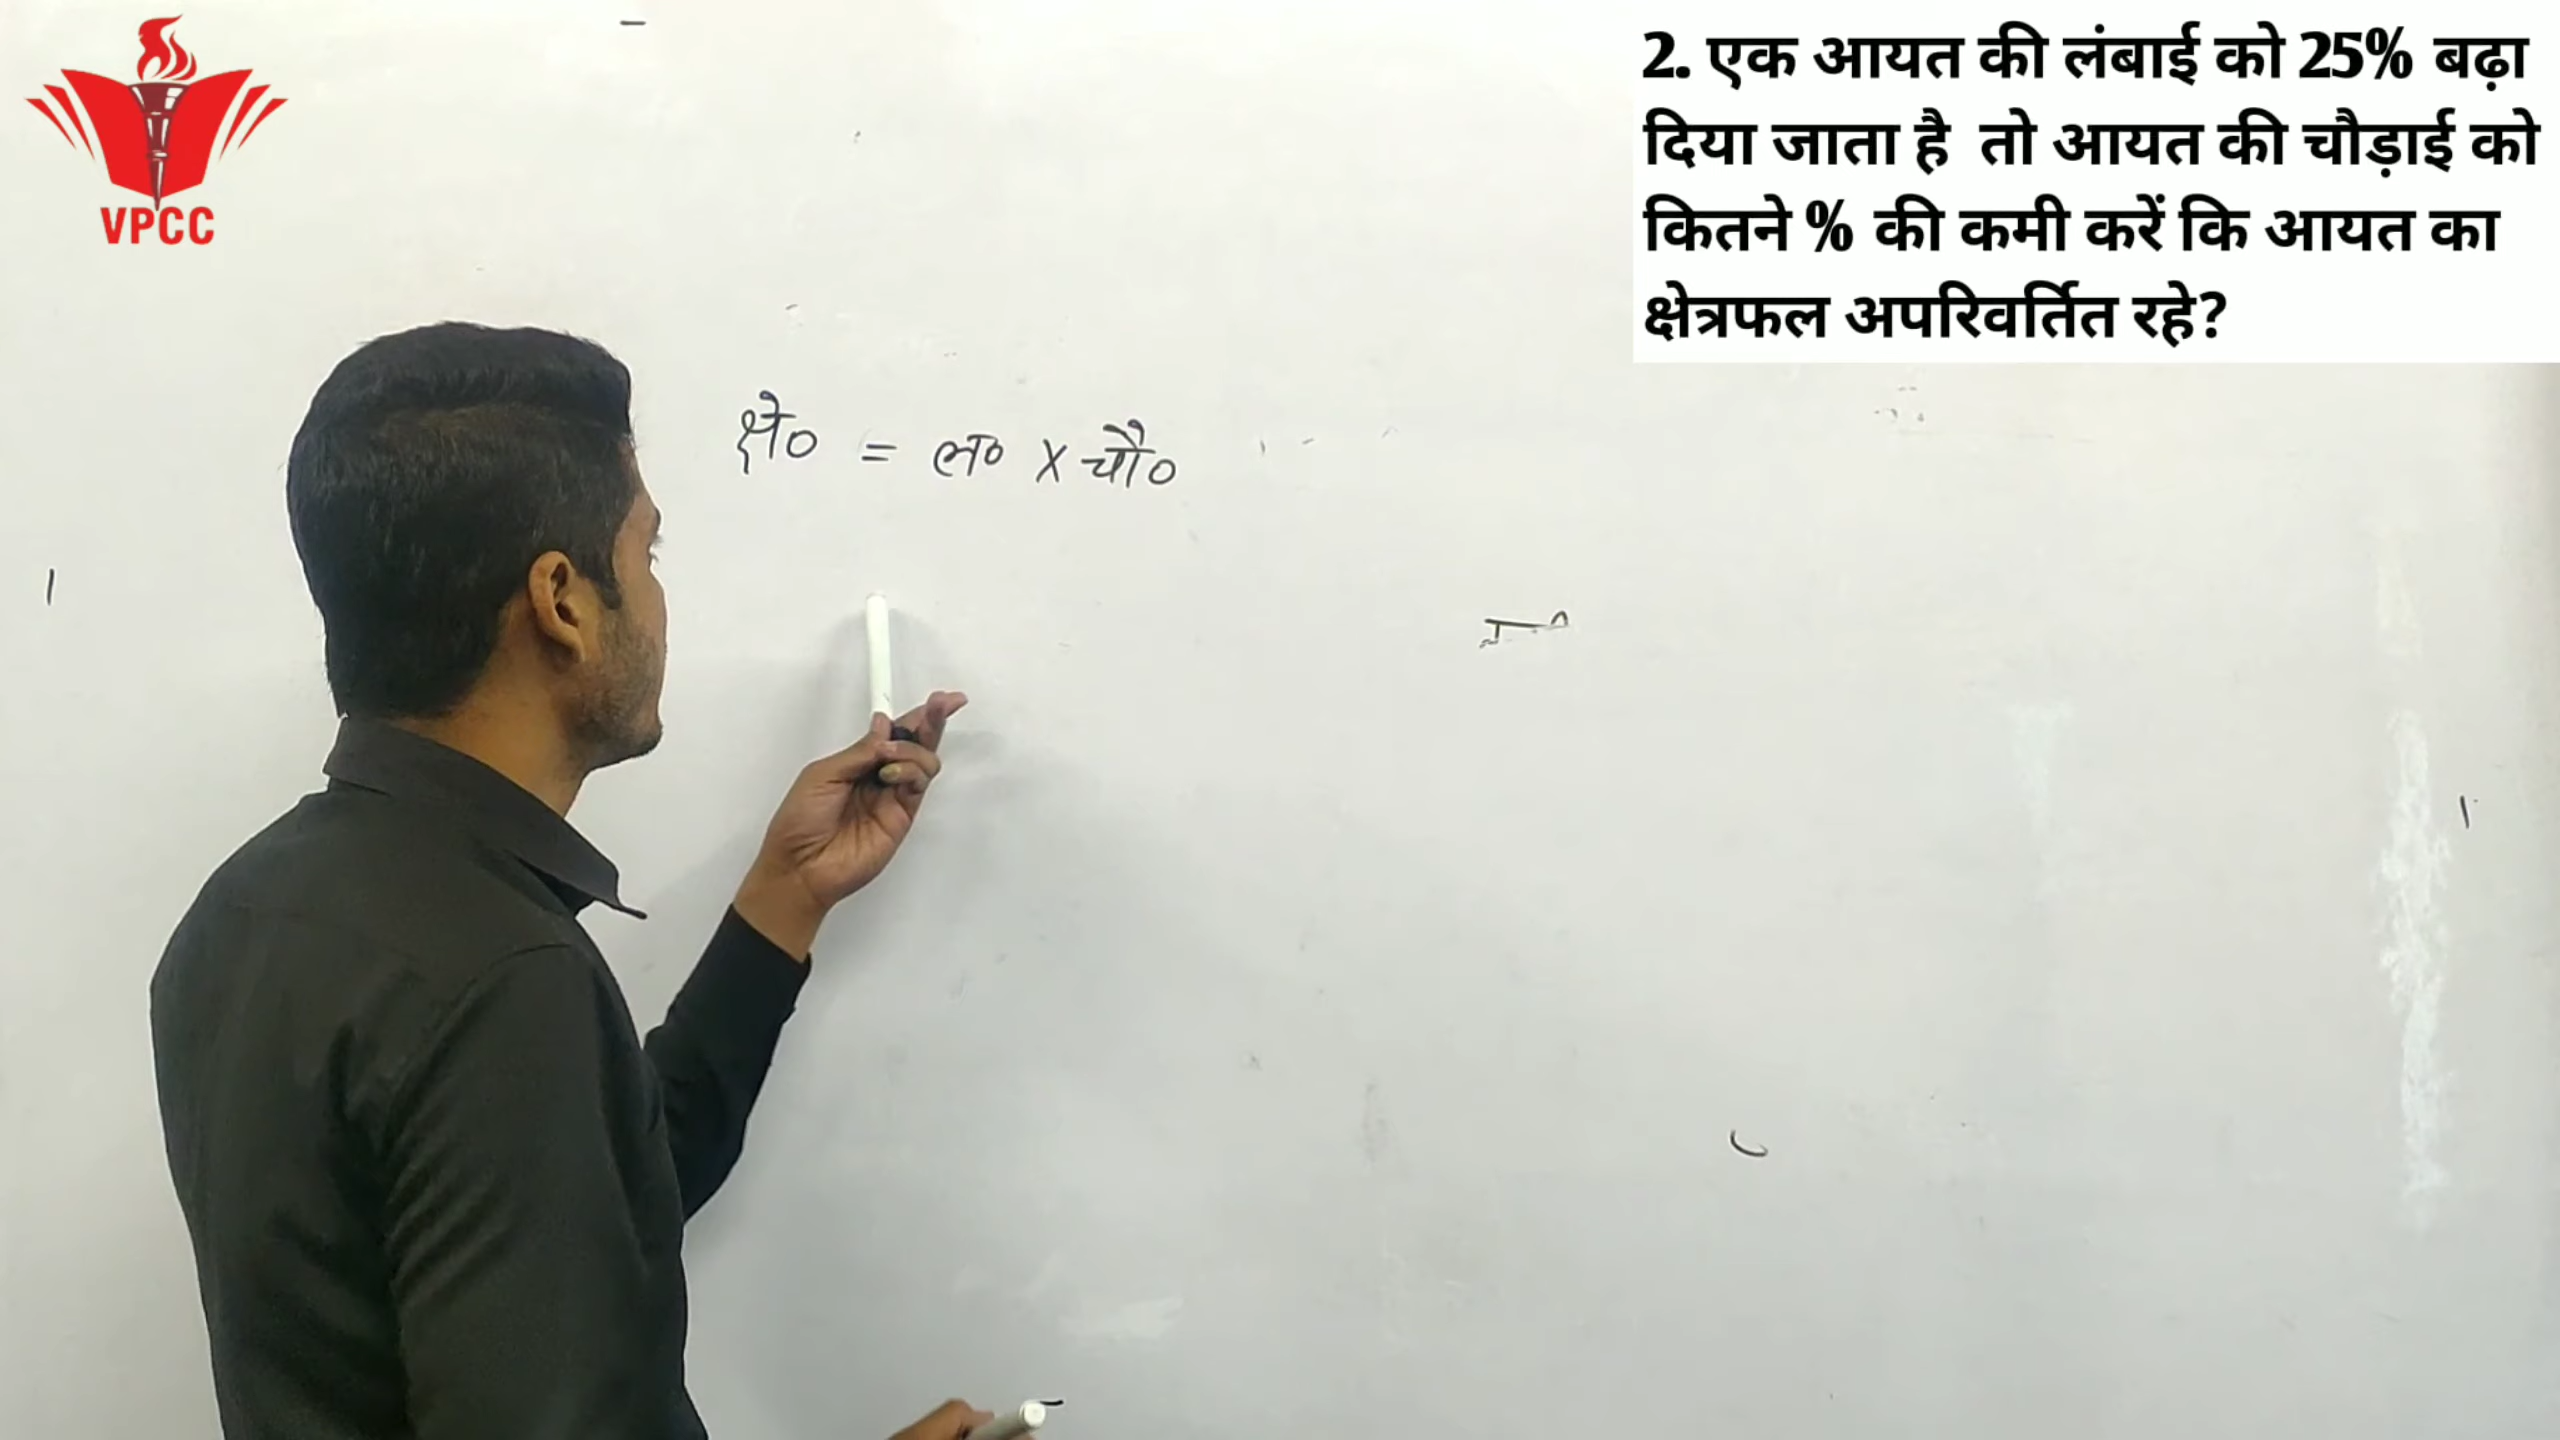 VPCC
2. एक आयत की लंबाई को 25% बढ़ा
दिया जाता है तो आयत की चौड़ाई को
कितने % की कमी करें कि आयत का
क्षेत्रफल अपरिवर्तित रहे?
क्षे० = ल० × चौ०